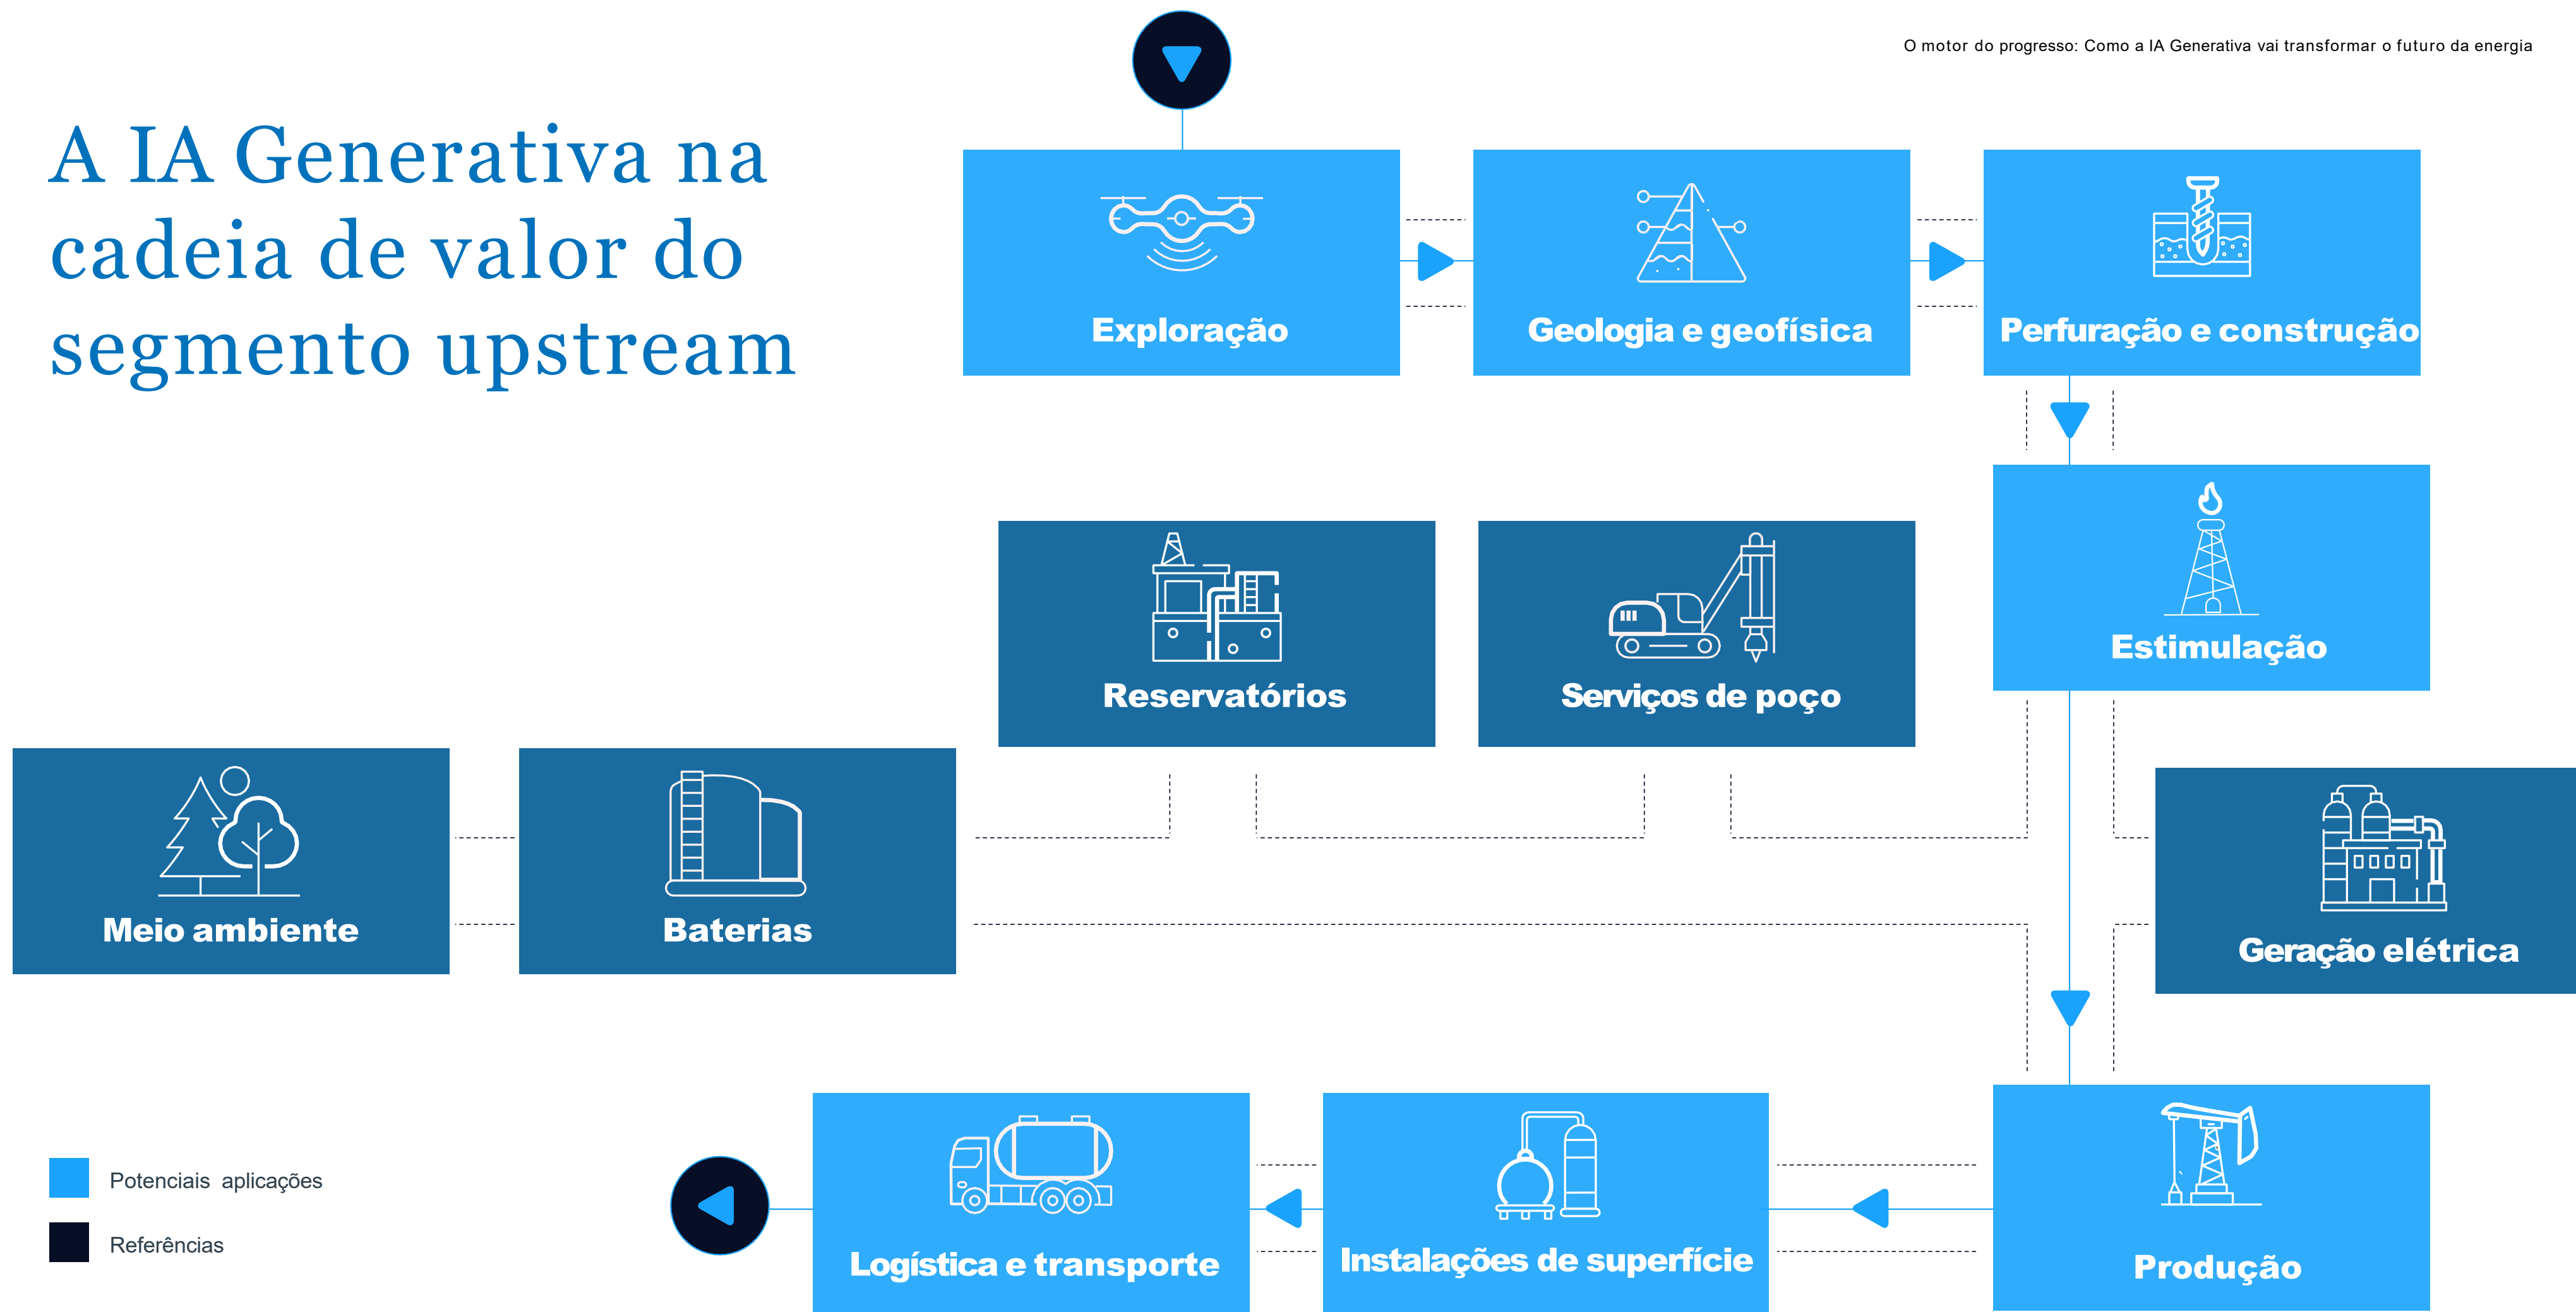 O motor do progresso: Como a IA Generativa vai transformar o futuro da energia
A IA Generativa na
cadeia de valor do
segmento upstream
Exploração
Geologia e geofísica
Perfuração e construção
Estimulação
Reservatórios
Serviços de poço
Meio ambiente
Baterias
Geração elétrica
Logística e transporte
Instalações de superfície
Produção
Potenciais aplicações
Referências